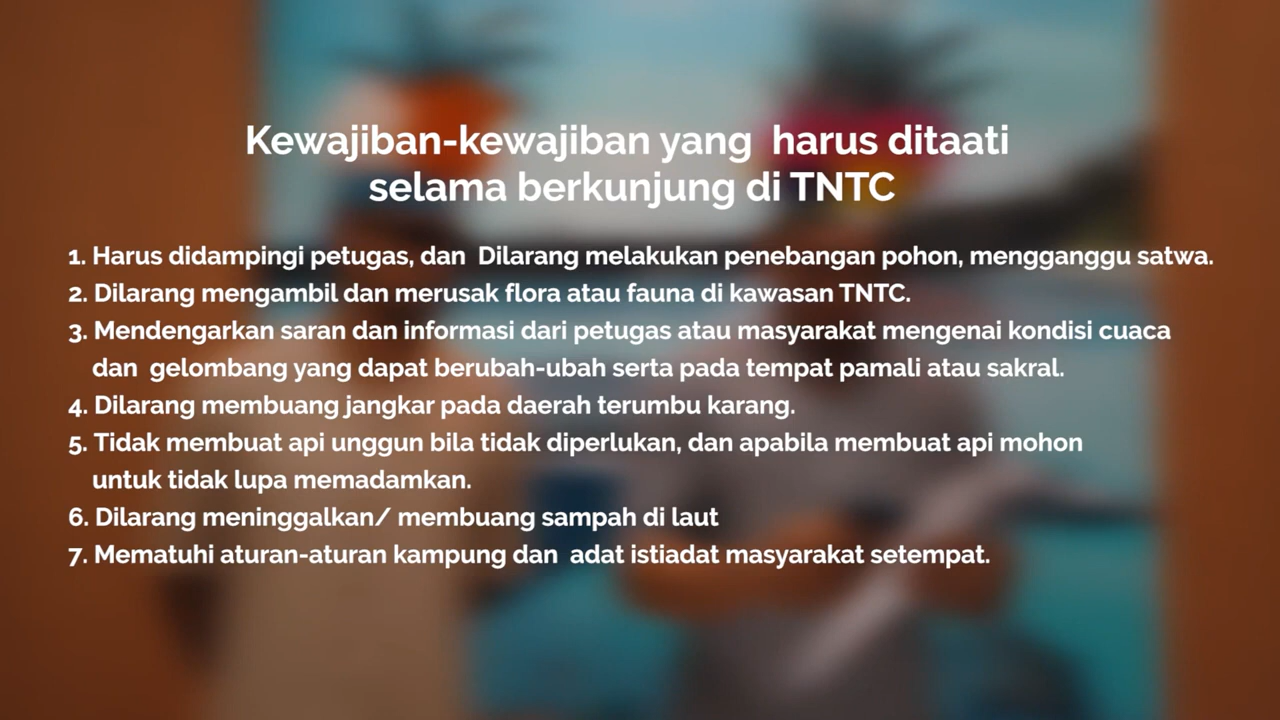 Kewajiban-kewajiban yang  harus ditaati
selama berkunjung di TNTC
1. Harus didampingi petugas, dan  Dilarang melakukan penebangan pohon, mengganggu satwa.
2. Dilarang mengambil dan merusak flora atau fauna di kawasan TNTC.
3. Mendengarkan saran dan informasi dari petugas atau masyarakat mengenai kondisi cuaca
dan  gelombang yang dapat berubah-ubah serta pada tempat pamali atau sakral.
4. Dilarang membuang jangkar pada daerah terumbu karang.
5. Tidak membuat api unggun bila tidak diperlukan, dan apabila membuat api mohon
untuk tidak lupa memadamkan.
6. Dilarang meninggalkan/ membuang sampah di laut
7. Mematuhi aturan-aturan kampung dan  adat istiadat masyarakat setempat.